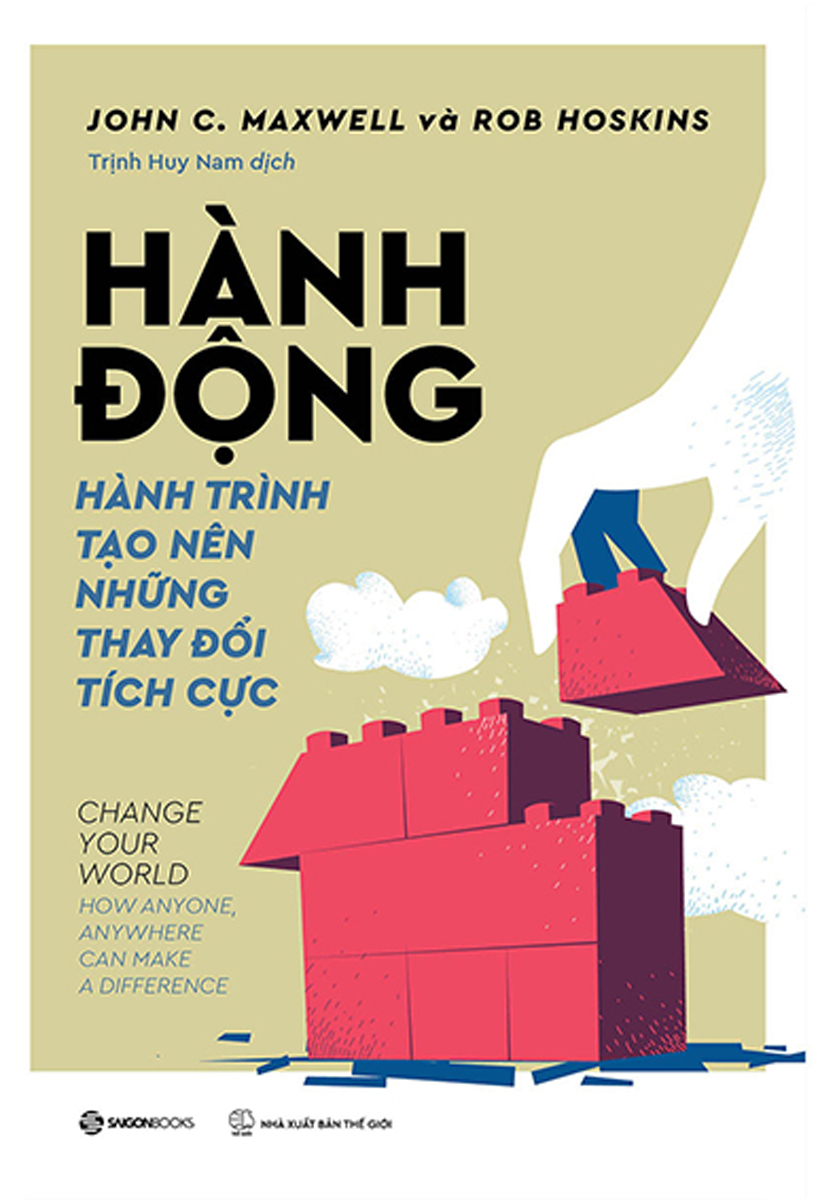 JOHN C. MAXWELL và ROB HOSKINS
Trịnh Huy Nam dịch
HÀNH
ĐỘNG
HÀNH TRÌNH
TẠO NÊN
NHỮNG
THAY ĐỔI
TÍCH CỰC
CHANGE
YOUR
WORLD
HOW ANYONE,
ANYWHERE
CAN MAKE
A DIFFERENCE
SAIGONBOOKS
NHÀ XUẤT BẢN THẾ GIỚI